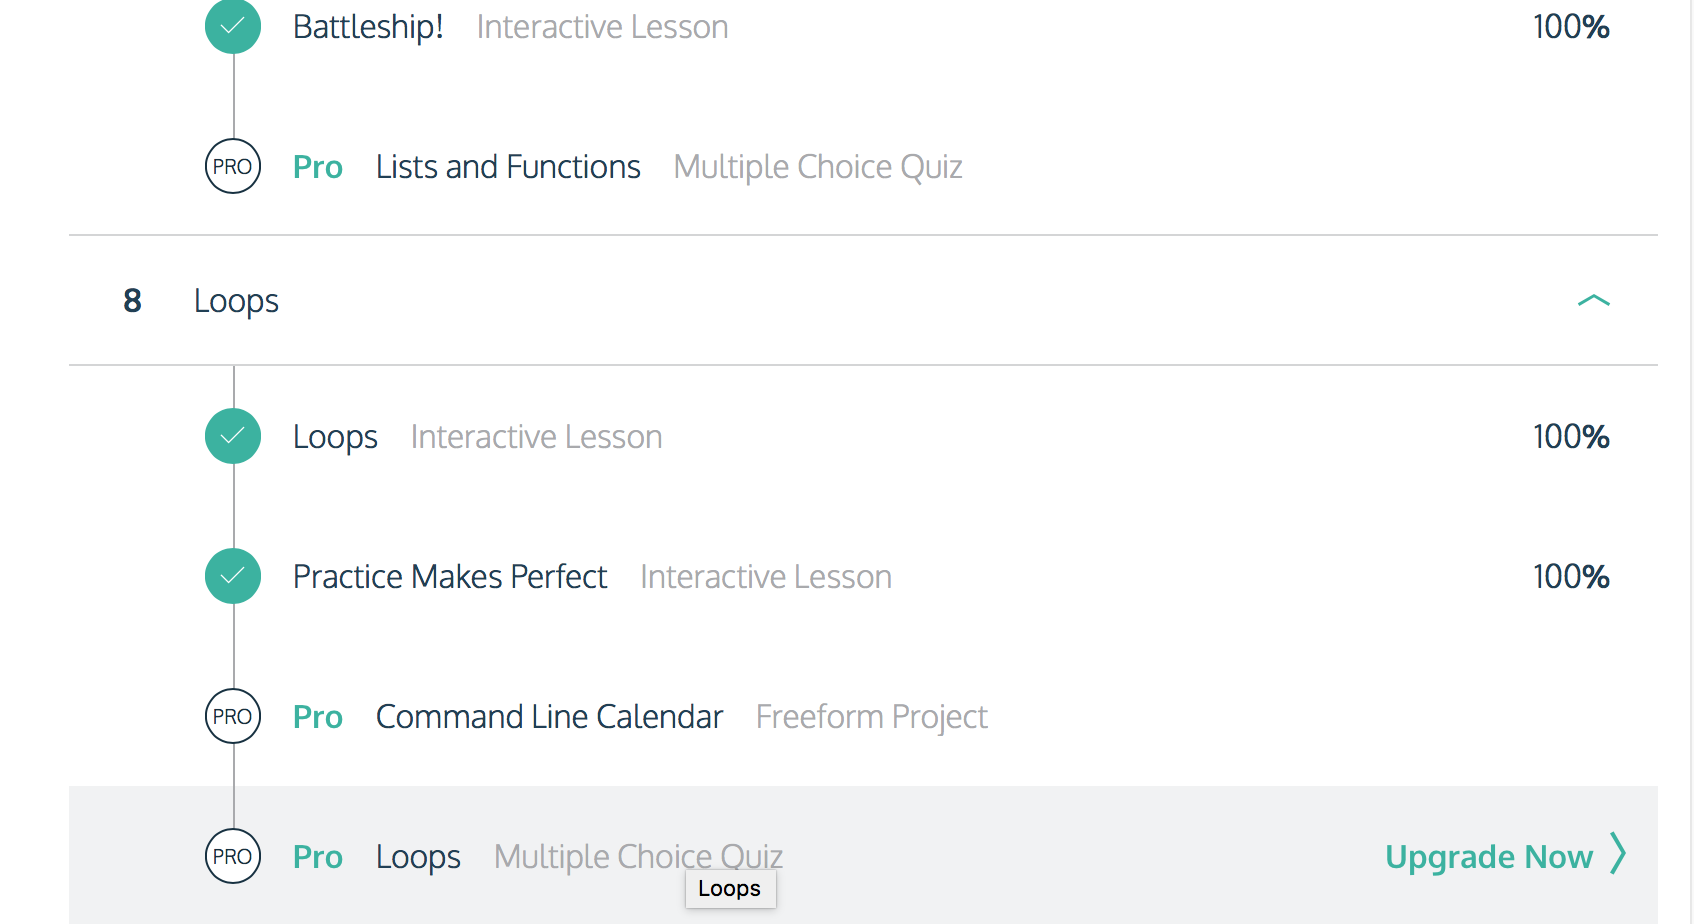 Battleship! Interactive Lesson 100%
PRO Pro Lists and Functions Multiple Choice Quiz
8 Loops
Loops Interactive Lesson 100%
Practice Makes Perfect Interactive Lesson 100%
PRO Pro Command Line Calendar Freeform Project
PRO Pro Loops Multiple Choice Quiz Upgrade Now
Loops